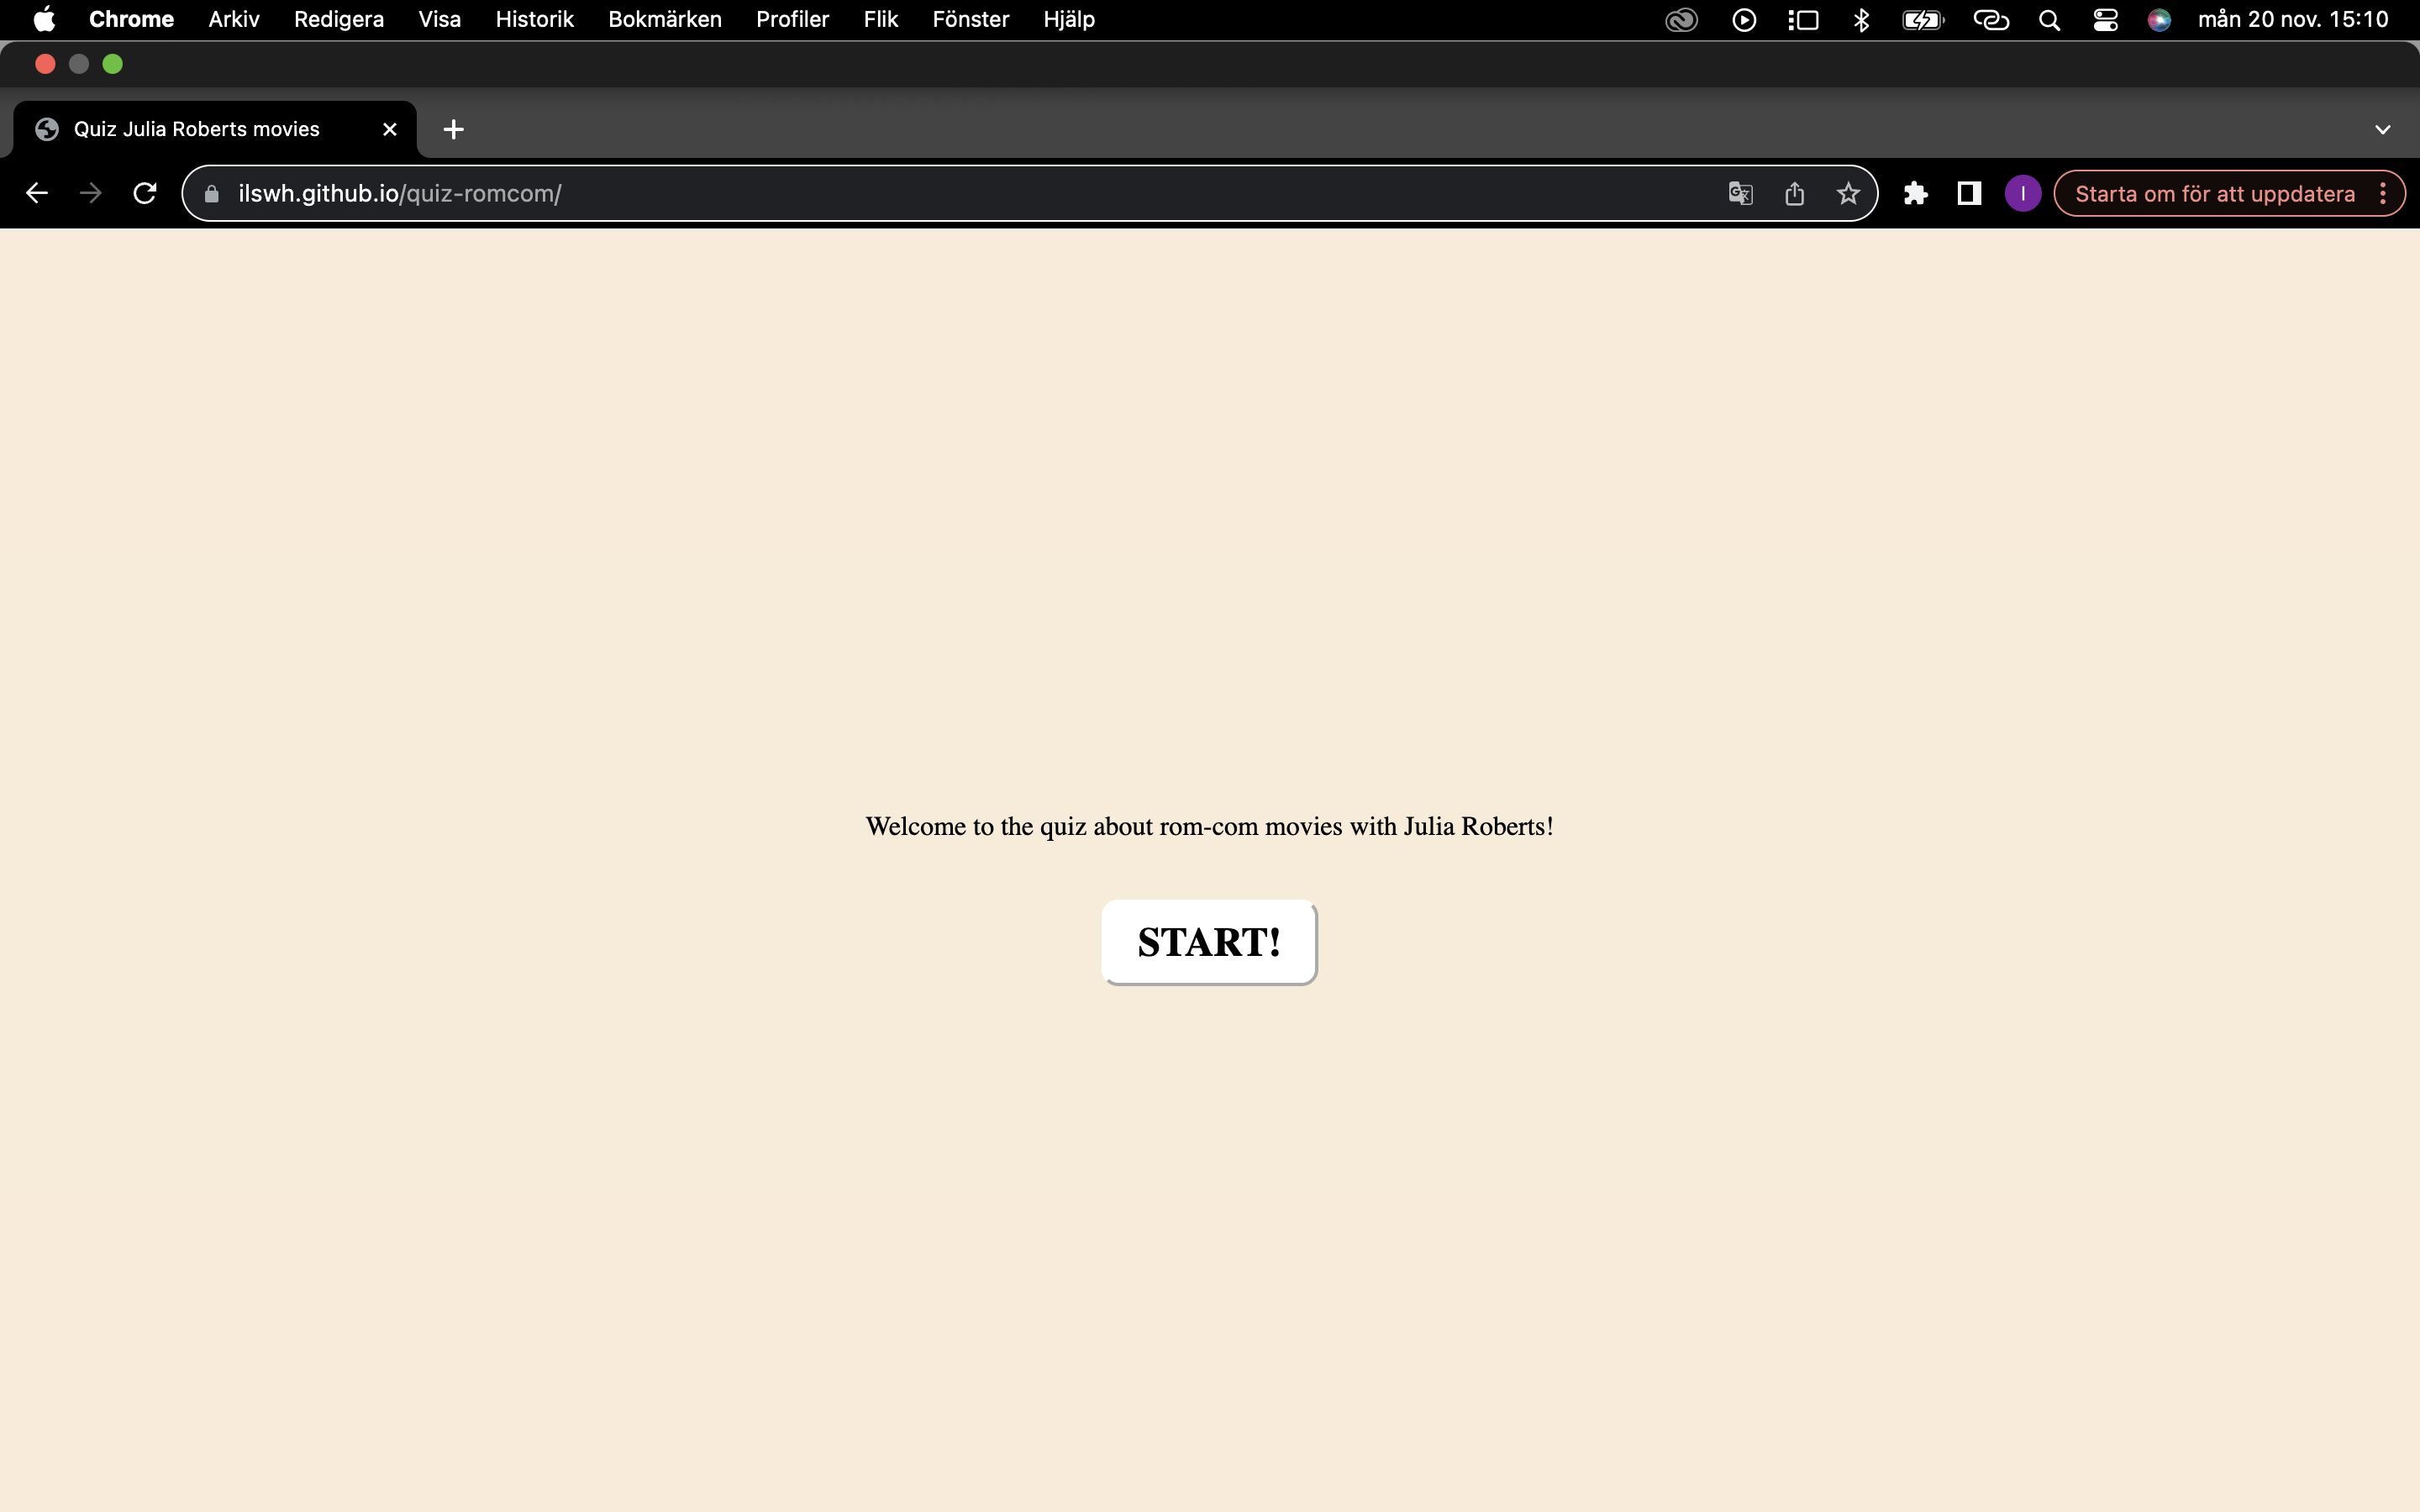 Chrome Arkiv Redigera Visa Historik Bokmärken Profiler Flik Fönster Hjälp mån 20 nov. 15:10
Quiz Julia Roberts movies
ilswh.github.io/quiz-romcom/ I Starta om för att uppdatera
Welcome to the quiz about rom-com movies with Julia Roberts!
START!